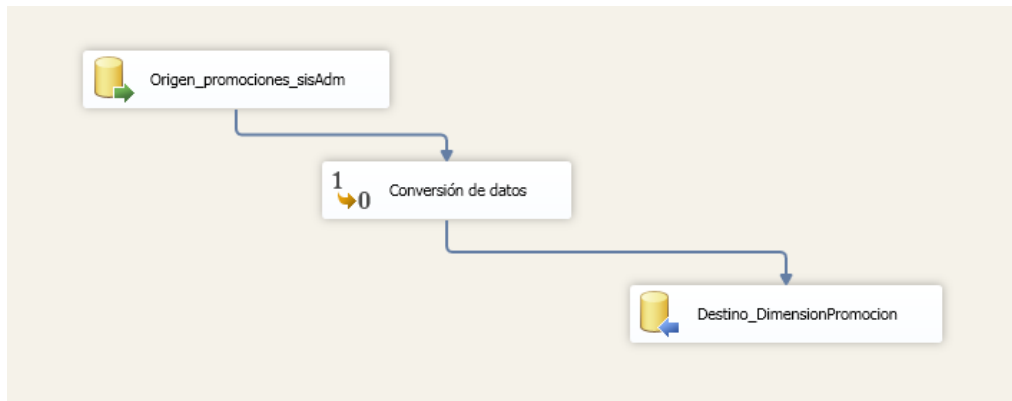 Origen_promociones_sisAdm
1
0
Conversión de datos
Destino_DimensionPromocion